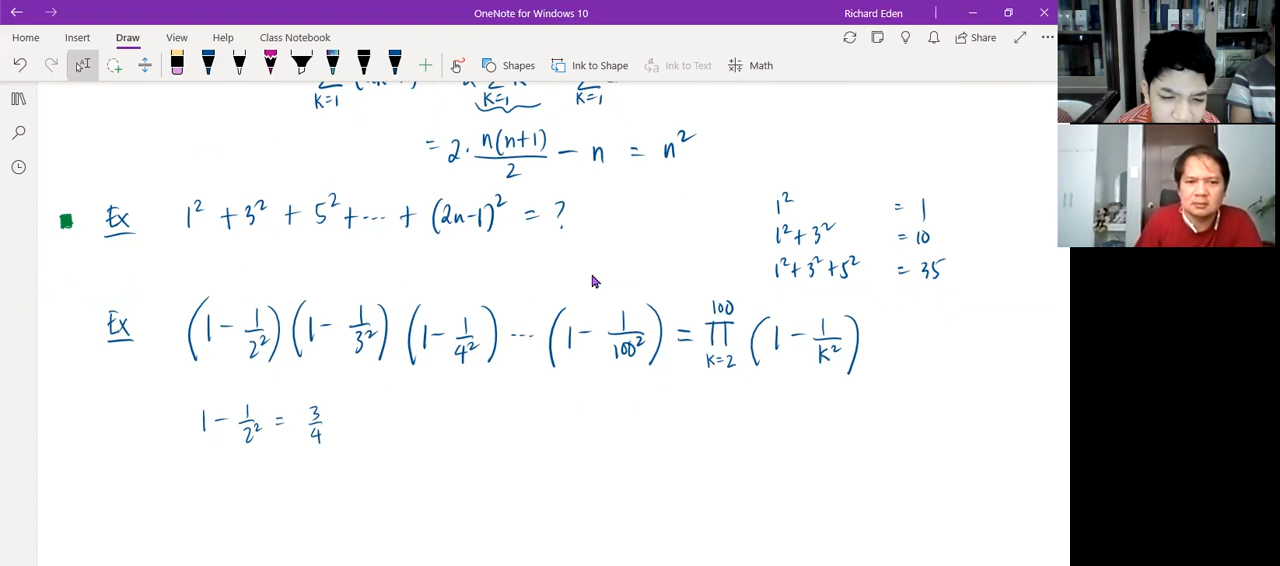 OneNote for Windows 10
Richard Eden
Home Insert Draw View Help Class Notebook
Share
Shapes
Ink to Shape
Ink to Text
Math
K=1 K=1 K=1
= 2 · n(n+1)/2 − n = n²
Ex 1² + 3² + 5² + ··· + (2n−1)² = ?
1² = 1
1² + 3² = 10
1² + 3² + 5² = 35
Ex (1 − 1/2²) (1 − 1/3²) (1 − 1/4²) ··· (1 − 1/100²) = ∏_{K=2}^{100} (1 − 1/K²)
1 − 1/2² = 3/4